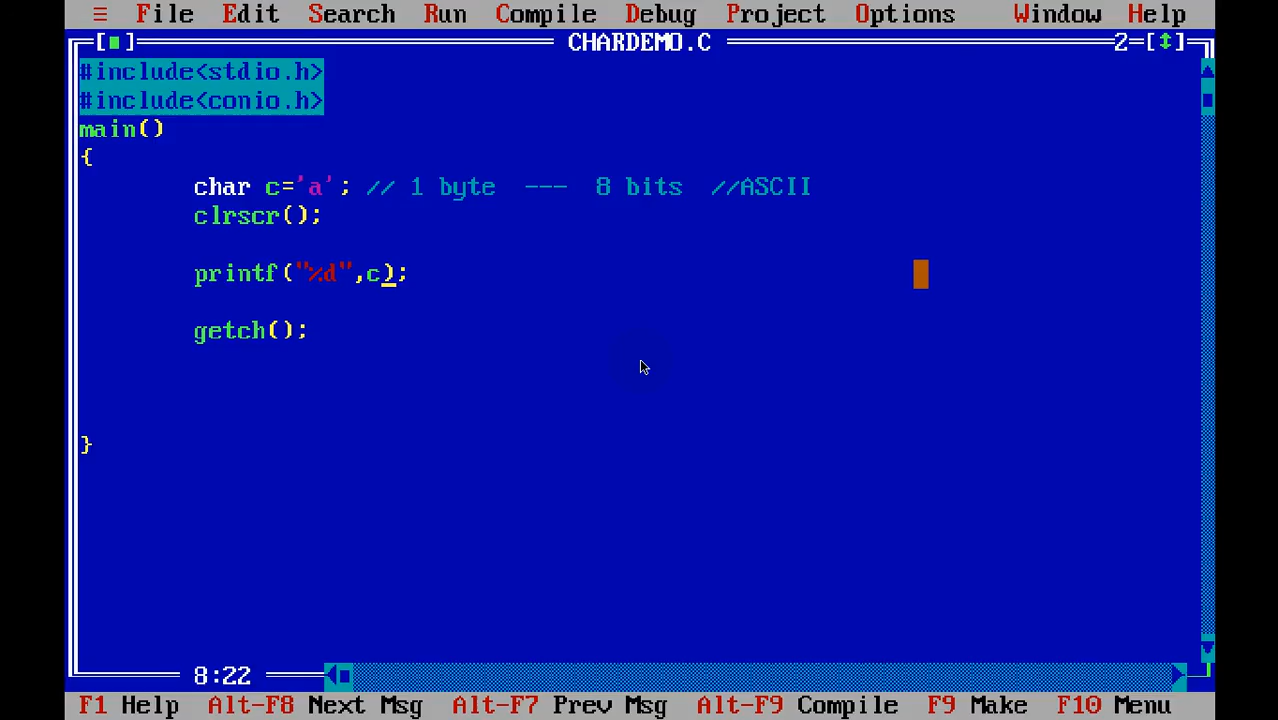 ≡ File Edit Search Run Compile Debug Project Options Window Help
[■] CHARDEMO.C 2=[↕]
#include<stdio.h>
#include<conio.h>
main()
{
char c='a'; // 1 byte --- 8 bits //ASCII
clrscr();
printf("%d",c);
getch();
}
8:22
F1 Help Alt-F8 Next Msg Alt-F7 Prev Msg Alt-F9 Compile F9 Make F10 Menu